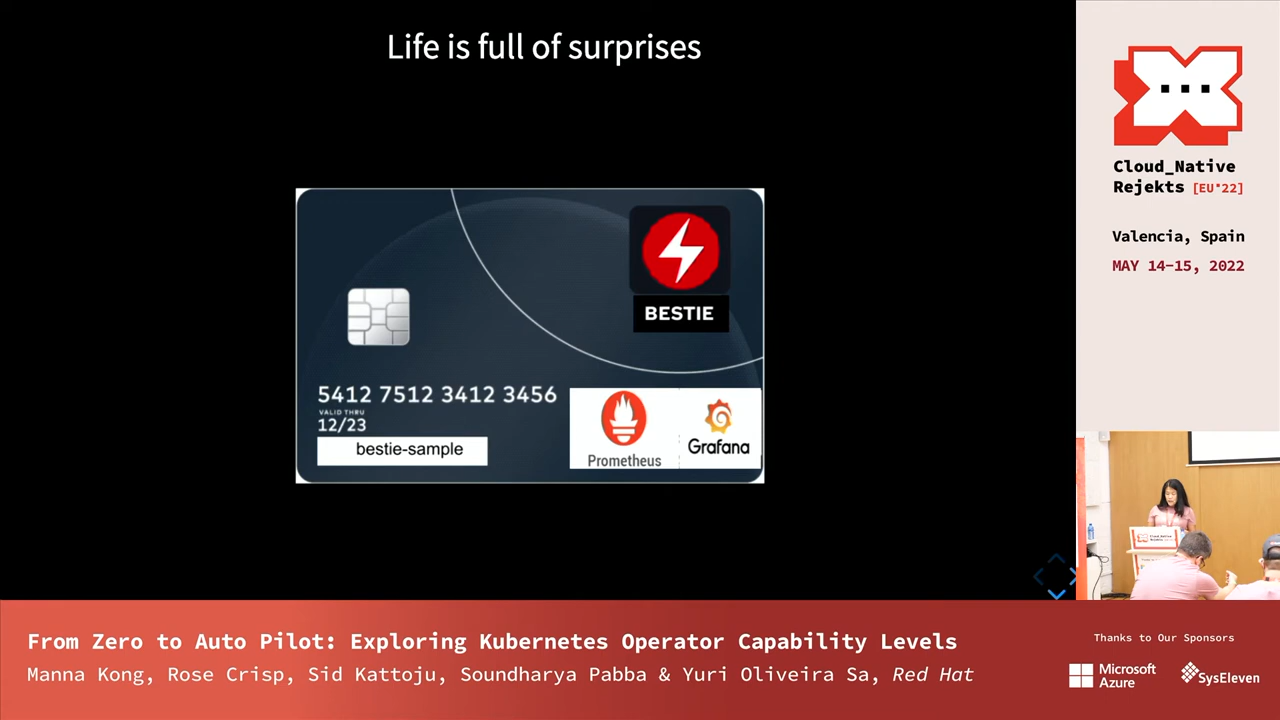 Life is full of surprises
BESTIE
5412 7512 3412 3456
VALID THRU
12/23
bestie-sample
Prometheus
Grafana
Cloud_Native
Rejekts [EU*22]
Valencia, Spain
MAY 14-15, 2022
From Zero to Auto Pilot: Exploring Kubernetes Operator Capability Levels
Manna Kong, Rose Crisp, Sid Kattoju, Soundharya Pabba & Yuri Oliveira Sa, Red Hat
Thanks to Our Sponsors
Microsoft
Azure
SysEleven